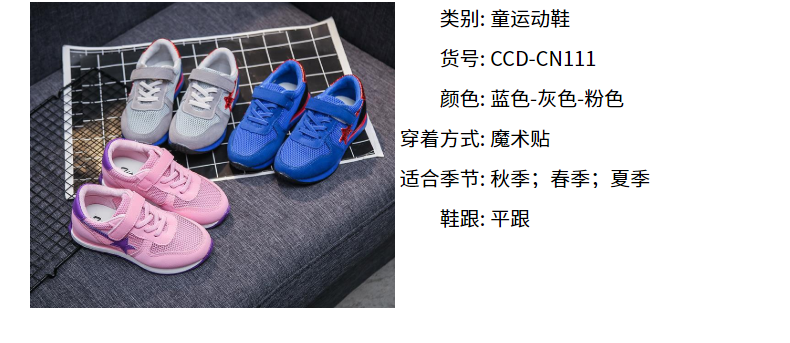 类别: 童运动鞋
货号: CCD-CN111
颜色: 蓝色-灰色-粉色
穿着方式: 魔术贴
适合季节: 秋季；春季；夏季
鞋跟: 平跟